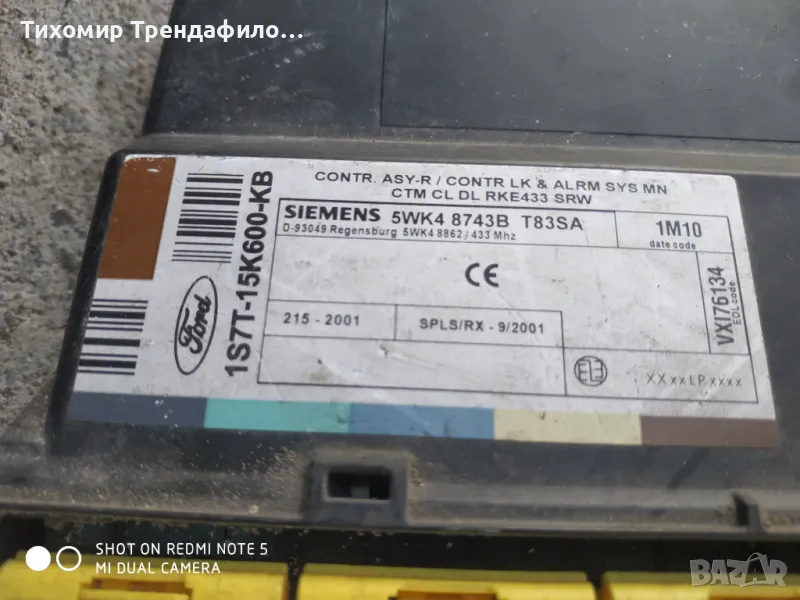 Тихомир Трендафило...
CONTR. ASY-R / CONTR LK & ALRM SYS MN
CTM CL DL RKE433 SRW
SIEMENS 5WK4 8743B T83SA
D-93049 Regensburg 5WK4 8862 / 433 Mhz
1M10
date code
CE
VXI76134
EDL code
215 - 2001
SPLS/RX - 9/2001
XXxxLPxxxx
Ford
1S7T-15K600-KB
SHOT ON REDMI NOTE 5
MI DUAL CAMERA
BAZAR